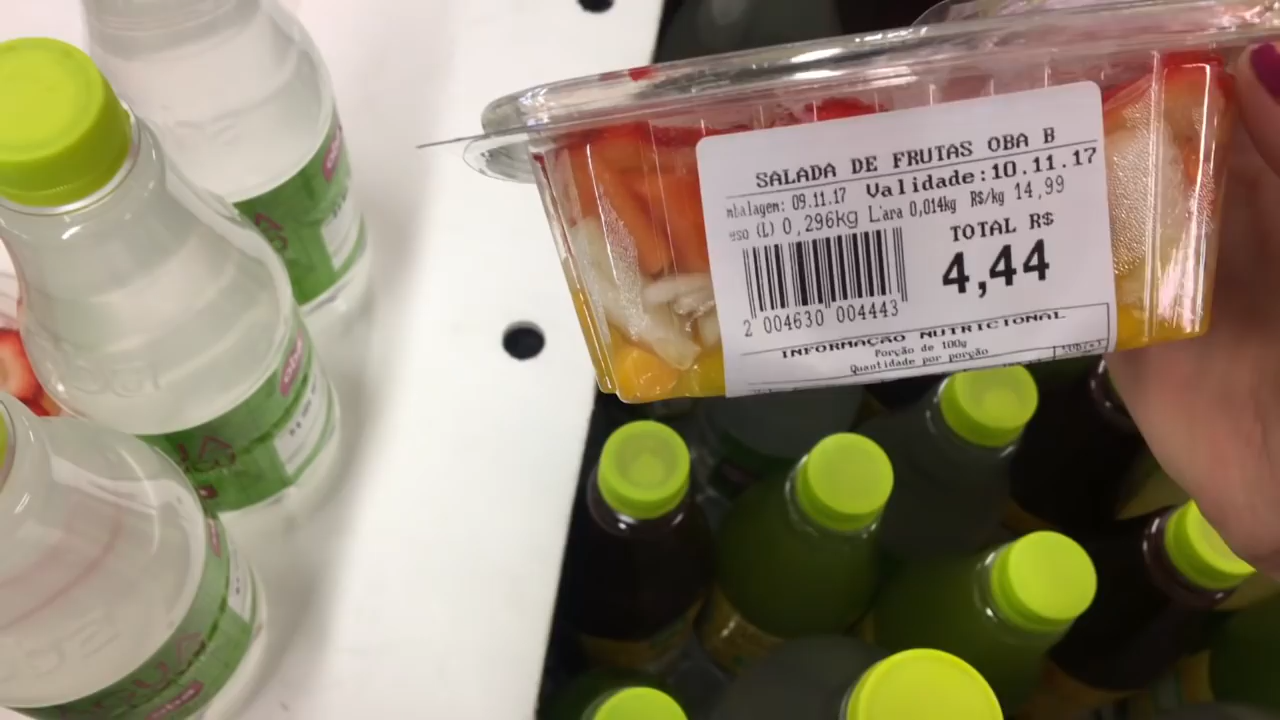 SALADA DE FRUTAS OBA B
mbalagem: 09.11.17 Validade:10.11.17
eso (L) 0,296kg L'ara 0,014kg R$/kg 14,99
TOTAL R$
4,44
2 004630 004443
INFORMAÇÃO NUTRICIONAL
Porção de 100g
Quantidade por porção